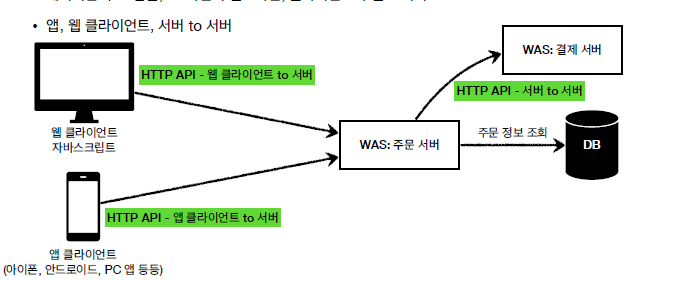 • 앱, 웹 클라이언트, 서버 to 서버
WAS: 결제 서버
HTTP API - 웹 클라이언트 to 서버
HTTP API - 서버 to 서버
웹 클라이언트
자바스크립트
WAS: 주문 서버
주문 정보 조회
DB
HTTP API - 앱 클라이언트 to 서버
앱 클라이언트
(아이폰, 안드로이드, PC 앱 등등)